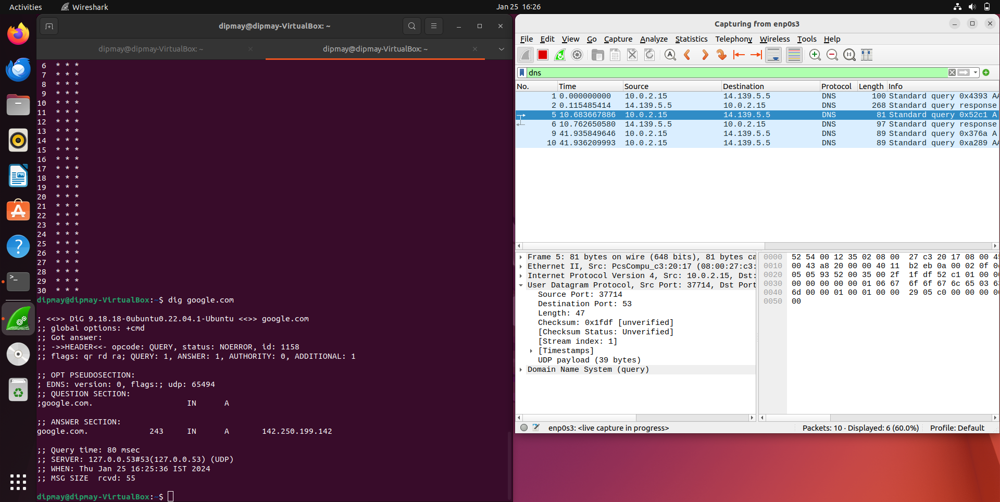 Activities
Wireshark
Jan 25 16:26
dipmay@dipmay-VirtualBox: ~
dipmay@dipmay-VirtualBox: ~
dipmay@dipmay-VirtualBox: ~
6 * * *
7 * * *
8 * * *
9 * * *
10 * * *
11 * * *
12 * * *
13 * * *
14 * * *
15 * * *
16 * * *
17 * * *
18 * * *
19 * * *
20 * * *
21 * * *
22 * * *
23 * * *
24 * * *
25 * * *
26 * * *
27 * * *
28 * * *
29 * * *
30 * * *
dipmay@dipmay-VirtualBox:~$ dig google.com
; <<>> DiG 9.18.18-0ubuntu0.22.04.1-Ubuntu <<>> google.com
;; global options: +cmd
;; Got answer:
;; ->>HEADER<<- opcode: QUERY, status: NOERROR, id: 1158
;; flags: qr rd ra; QUERY: 1, ANSWER: 1, AUTHORITY: 0, ADDITIONAL: 1
;; OPT PSEUDOSECTION:
; EDNS: version: 0, flags:; udp: 65494
;; QUESTION SECTION:
;google.com. IN A
;; ANSWER SECTION:
google.com. 243 IN A 142.250.199.142
;; Query time: 80 msec
;; SERVER: 127.0.0.53#53(127.0.0.53) (UDP)
;; WHEN: Thu Jan 25 16:25:36 IST 2024
;; MSG SIZE rcvd: 55
dipmay@dipmay-VirtualBox:~$
Capturing from enp0s3
File Edit View Go Capture Analyze Statistics Telephony Wireless Tools Help
dns
No. Time Source Destination Protocol Length Info
1 0.000000000 10.0.2.15 14.139.5.5 DNS 100 Standard query 0x4393 AA
2 0.115485414 14.139.5.5 10.0.2.15 DNS 268 Standard query response
5 10.683667886 10.0.2.15 14.139.5.5 DNS 81 Standard query 0x52c1 A
6 10.762650580 14.139.5.5 10.0.2.15 DNS 97 Standard query response
9 41.935849646 10.0.2.15 14.139.5.5 DNS 89 Standard query 0x376a A
10 41.936209993 10.0.2.15 14.139.5.5 DNS 89 Standard query 0xa289 AA
Frame 5: 81 bytes on wire (648 bits), 81 bytes ca
Ethernet II, Src: PcsCompu_c3:20:17 (08:00:27:c3:
Internet Protocol Version 4, Src: 10.0.2.15, Dst:
User Datagram Protocol, Src Port: 37714, Dst Port
Source Port: 37714
Destination Port: 53
Length: 47
Checksum: 0x1fdf [unverified]
[Checksum Status: Unverified]
[Stream index: 1]
[Timestamps]
UDP payload (39 bytes)
Domain Name System (query)
0000 52 54 00 12 35 02 08 00 27 c3 20 17 08 00
0010 00 43 a8 20 00 00 40 11 b2 eb 0a 00 02 0f
0020 05 05 93 52 00 35 00 2f 1f df 52 c1 01 00
0030 00 00 00 00 00 01 06 67 6f 6f 67 6c 65 03
0040 6d 00 00 01 00 01 00 00 29 05 c0 00 00 00
0050 00
enp0s3: <live capture in progress>
Packets: 10 · Displayed: 6 (60.0%)
Profile: Default